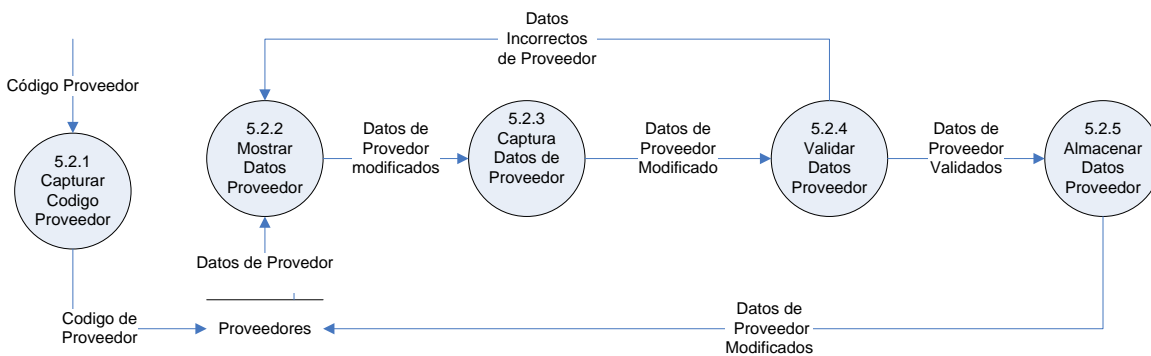 Datos
Incorrectos
de Proveedor
Código Proveedor
5.2.1
Capturar
Codigo
Proveedor
5.2.2
Mostrar
Datos
Proveedor
Datos de
Provedor
modificados
5.2.3
Captura
Datos de
Proveedor
Datos de
Proveedor
Modificado
5.2.4
Validar
Datos
Proveedor
Datos de
Proveedor
Validados
5.2.5
Almacenar
Datos
Proveedor
Datos de Provedor
Codigo de
Proveedor
Proveedores
Datos de
Proveedor
Modificados